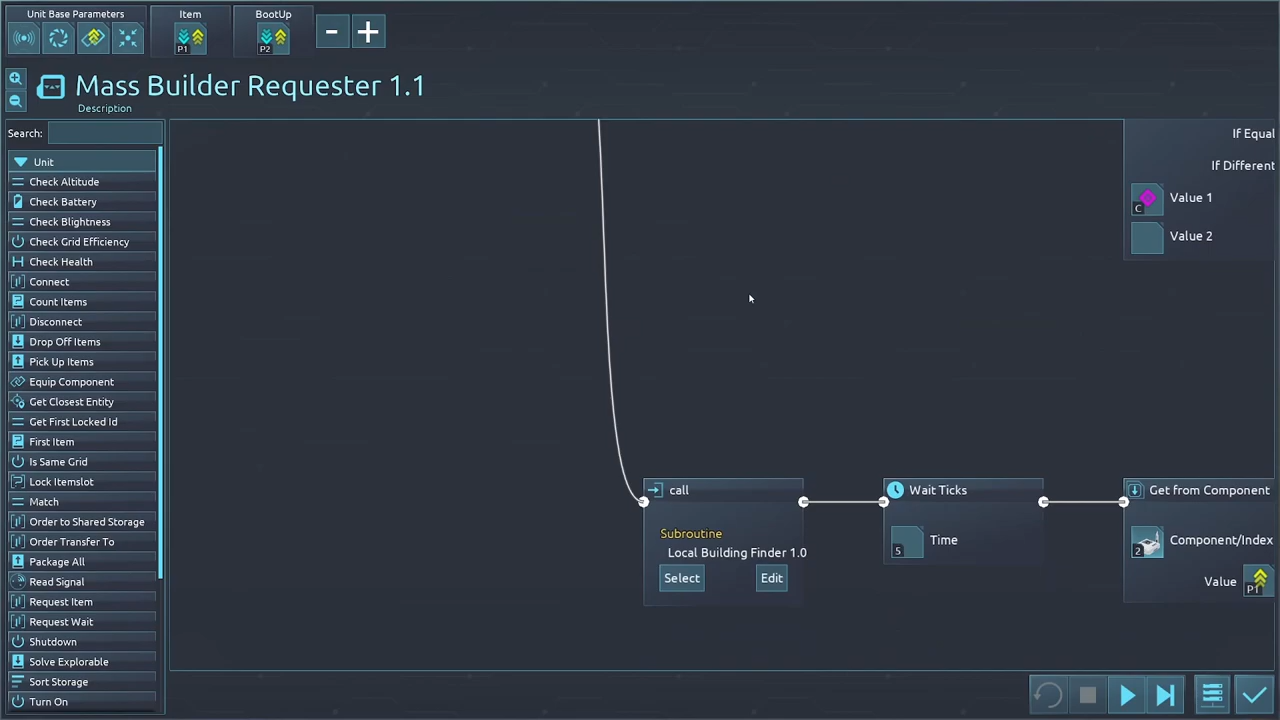 Unit Base Parameters
Item
BootUp
P1
P2
- +
Mass Builder Requester 1.1
Description
Search:
Unit
Check Altitude
Check Battery
Check Blightness
Check Grid Efficiency
Check Health
Connect
Count Items
Disconnect
Drop Off Items
Pick Up Items
Equip Component
Get Closest Entity
Get First Locked Id
First Item
Is Same Grid
Lock Itemslot
Match
Order to Shared Storage
Order Transfer To
Package All
Read Signal
Request Item
Request Wait
Shutdown
Solve Explorable
Sort Storage
Turn On
If Equal
If Different
C Value 1
Value 2
call
Subroutine
Local Building Finder 1.0
Select Edit
Wait Ticks
5 Time
Get from Component
2 Component/Index
Value P1